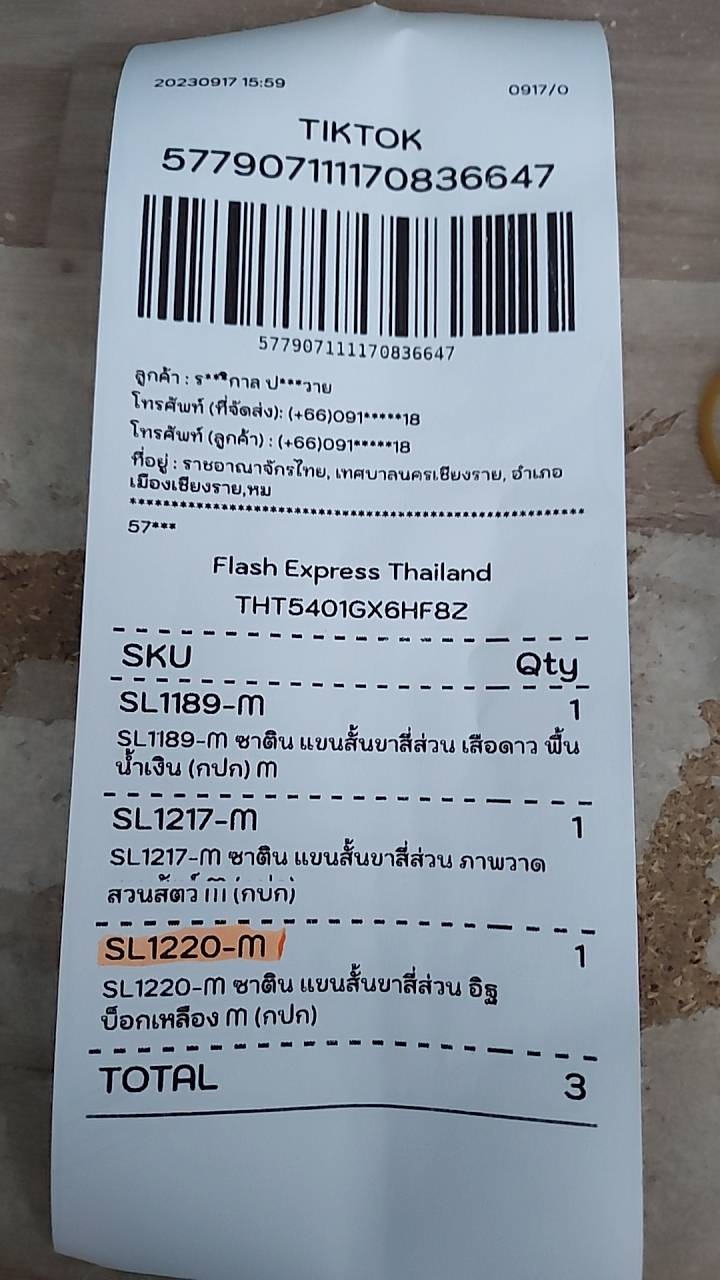 20230917 15:59
0917/0
TIKTOK
577907111170836647
577907111170836647
ลูกค้า : ร***กาล ป***วาย
โทรศัพท์ (ที่จัดส่ง): (+66)091*****18
โทรศัพท์ (ลูกค้า) : (+66)091*****18
ที่อยู่ : ราชอาณาจักรไทย, เทศบาลนครเชียงราย, อำเภอ
เมืองเชียงราย,หม
57***
Flash Express Thailand
THT5401GX6HF8Z
SKU Qty
SL1189-M 1
SL1189-M ซาติน แขนสั้นขาสี่ส่วน เสือดาว พื้น
น้ำเงิน (กปก) M
SL1217-M 1
SL1217-M ซาติน แขนสั้นขาสี่ส่วน ภาพวาด
สวนสัตว์ M (กปก)
SL1220-M 1
SL1220-M ซาติน แขนสั้นขาสี่ส่วน อิฐ
บ็อกเหลือง M (กปก)
TOTAL 3